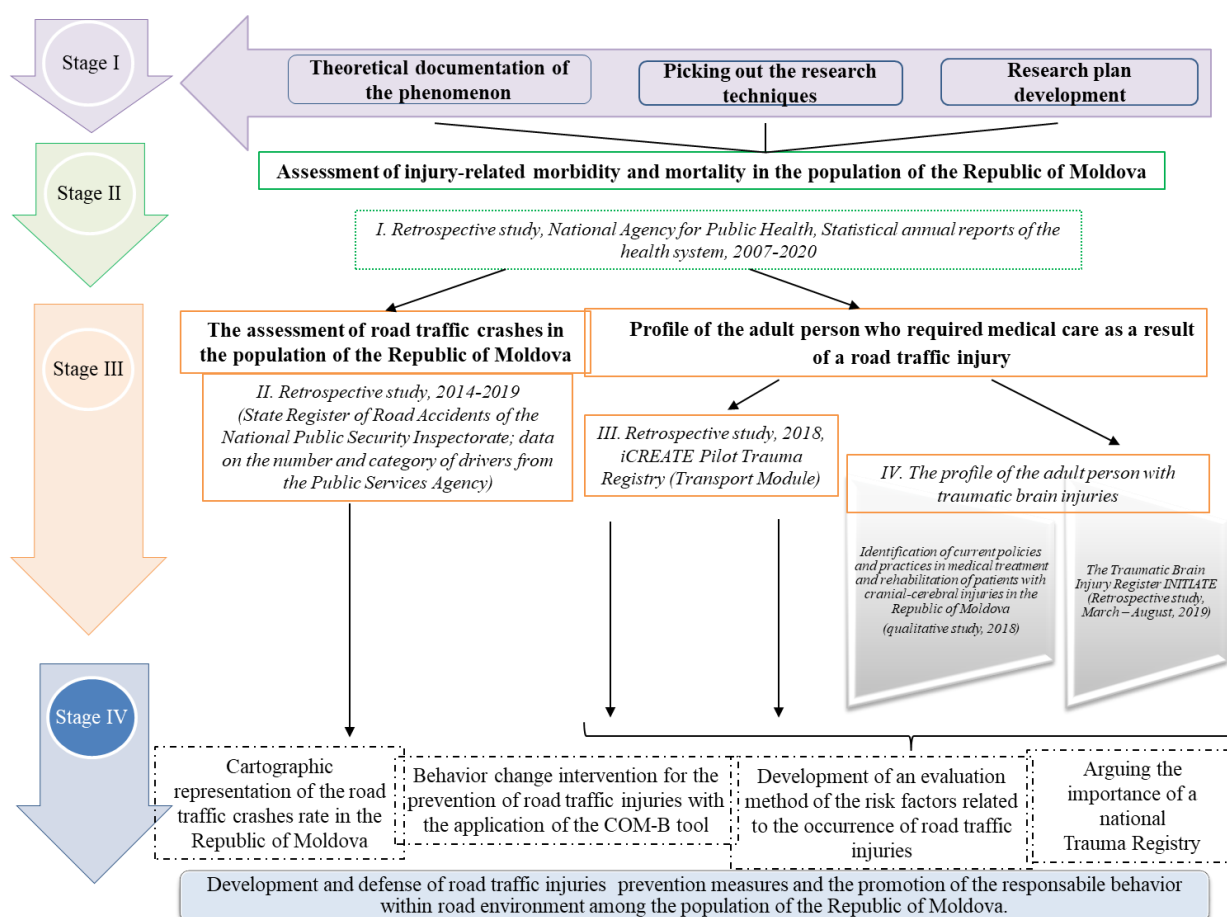 Stage I
Theoretical documentation of
the phenomenon
Picking out the research
techniques
Research plan
development
Stage II
Assessment of injury-related morbidity and mortality in the population of the Republic of Moldova
I. Retrospective study, National Agency for Public Health, Statistical annual reports of the
health system, 2007-2020
Stage III
The assessment of road traffic crashes in
the population of the Republic of Moldova
Profile of the adult person who required medical care as a result
of a road traffic injury
II. Retrospective study, 2014-2019
(State Register of Road Accidents of the
National Public Security Inspectorate; data
on the number and category of drivers from
the Public Services Agency)
III. Retrospective study, 2018,
iCREATE Pilot Trauma
Registry (Transport Module)
IV. The profile of the adult person with
traumatic brain injuries
Identification of current policies
and practices in medical treatment
and rehabilitation of patients with
cranial-cerebral injuries in the
Republic of Moldova
(qualitative study, 2018)
The Traumatic Brain
Injury Register INITIATE
(Retrospective study,
March – August, 2019)
Stage IV
Cartographic
representation of the road
traffic crashes rate in the
Republic of Moldova
Behavior change intervention for the
prevention of road traffic injuries with
the application of the COM-B tool
Development of an evaluation
method of the risk factors related
to the occurrence of road traffic
injuries
Arguing the
importance of a
national
Trauma Registry
Development and defense of road traffic injuries prevention measures and the promotion of the responsabile behavior
within road environment among the population of the Republic of Moldova.